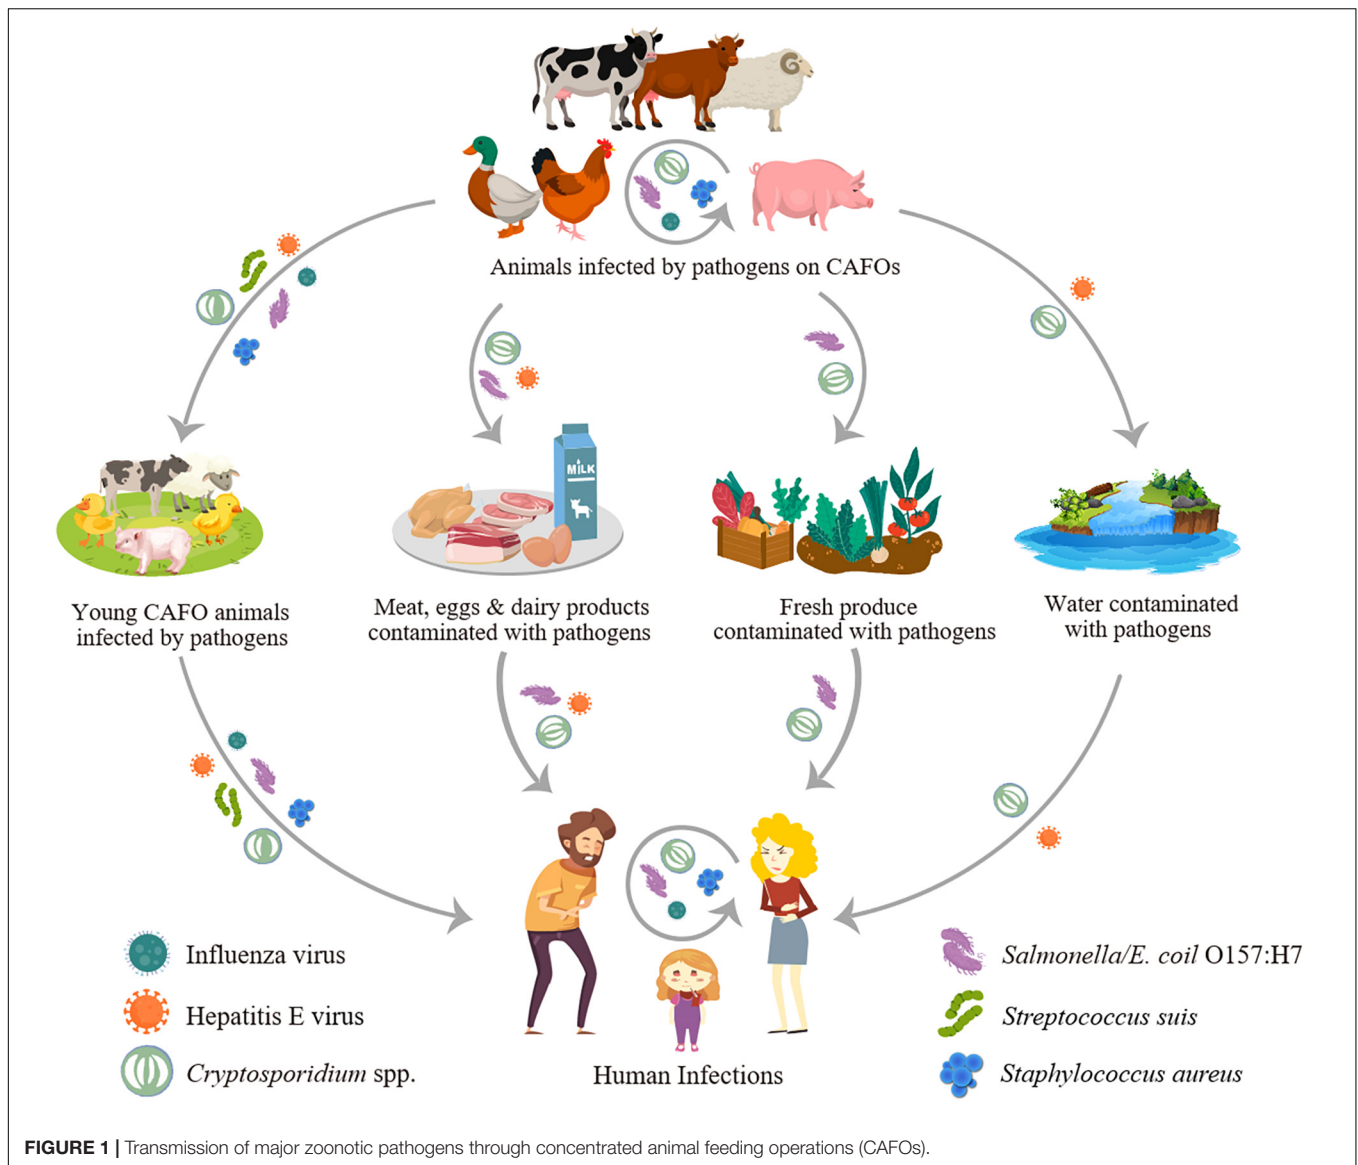 Animals infected by pathogens on CAFOs
MiLK
Young CAFO animals
infected by pathogens
Meat, eggs & dairy products
contaminated with pathogens
Fresh produce
contaminated with pathogens
Water contaminated
with pathogens
Influenza virus
Hepatitis E virus
Cryptosporidium spp.
Salmonella/E. coil O157:H7
Streptococcus suis
Staphylococcus aureus
Human Infections
FIGURE 1 | Transmission of major zoonotic pathogens through concentrated animal feeding operations (CAFOs).